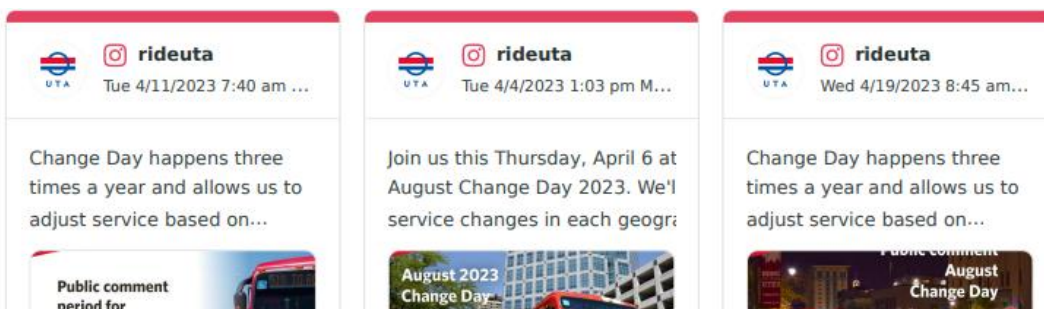 UTA
rideuta
Tue 4/11/2023 7:40 am ...
Change Day happens three
times a year and allows us to
adjust service based on...
Public comment
period for
UTA
rideuta
Tue 4/4/2023 1:03 pm M...
Join us this Thursday, April 6 at
August Change Day 2023. We'l
service changes in each geogra
August 2023
Change Day
UTA
rideuta
Wed 4/19/2023 8:45 am...
Change Day happens three
times a year and allows us to
adjust service based on...
Public comment
August
Change Day